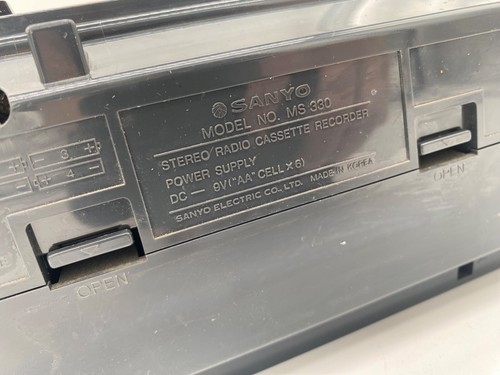 SANYO
MODEL NO. MS 330
STEREO RADIO CASSETTE RECORDER
POWER SUPPLY
DC — 9V ("AA" CELL X 6)
SANYO ELECTRIC CO., LTD. MADE IN KOREA
- 3 +
+ 4
OPEN
OPEN